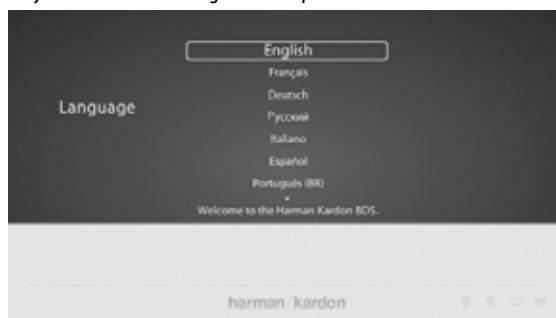 English
Français
Deutsch
Language
Русский
Italiano
Español
Português (BR)
Welcome to the Harman Kardon BDS.
harman/kardon